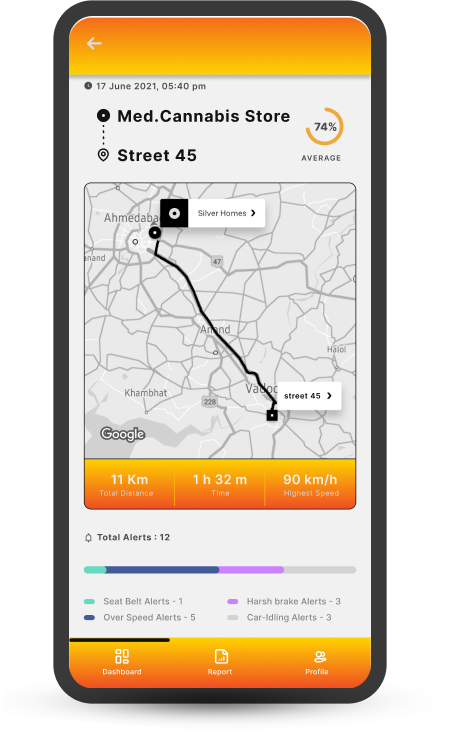 17 June 2021, 05:40 pm
Med.Cannabis Store
74%
Street 45
AVERAGE
Silver Homes
Ahmedaba
anand
47
Anand
Halol
Vadod
street 45
Khambhat
228
Google
11 Km
1 h 32 m
90 km/h
Total Distance
Time
Highest Speed
Total Alerts : 12
Seat Belt Alerts - 1
Harsh brake Alerts - 3
Over Speed Alerts - 5
Car-Idling Alerts - 3
Dashboard
Report
Profile